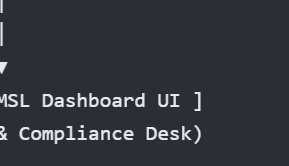 |
|
▼
MSL Dashboard UI ]
& Compliance Desk)